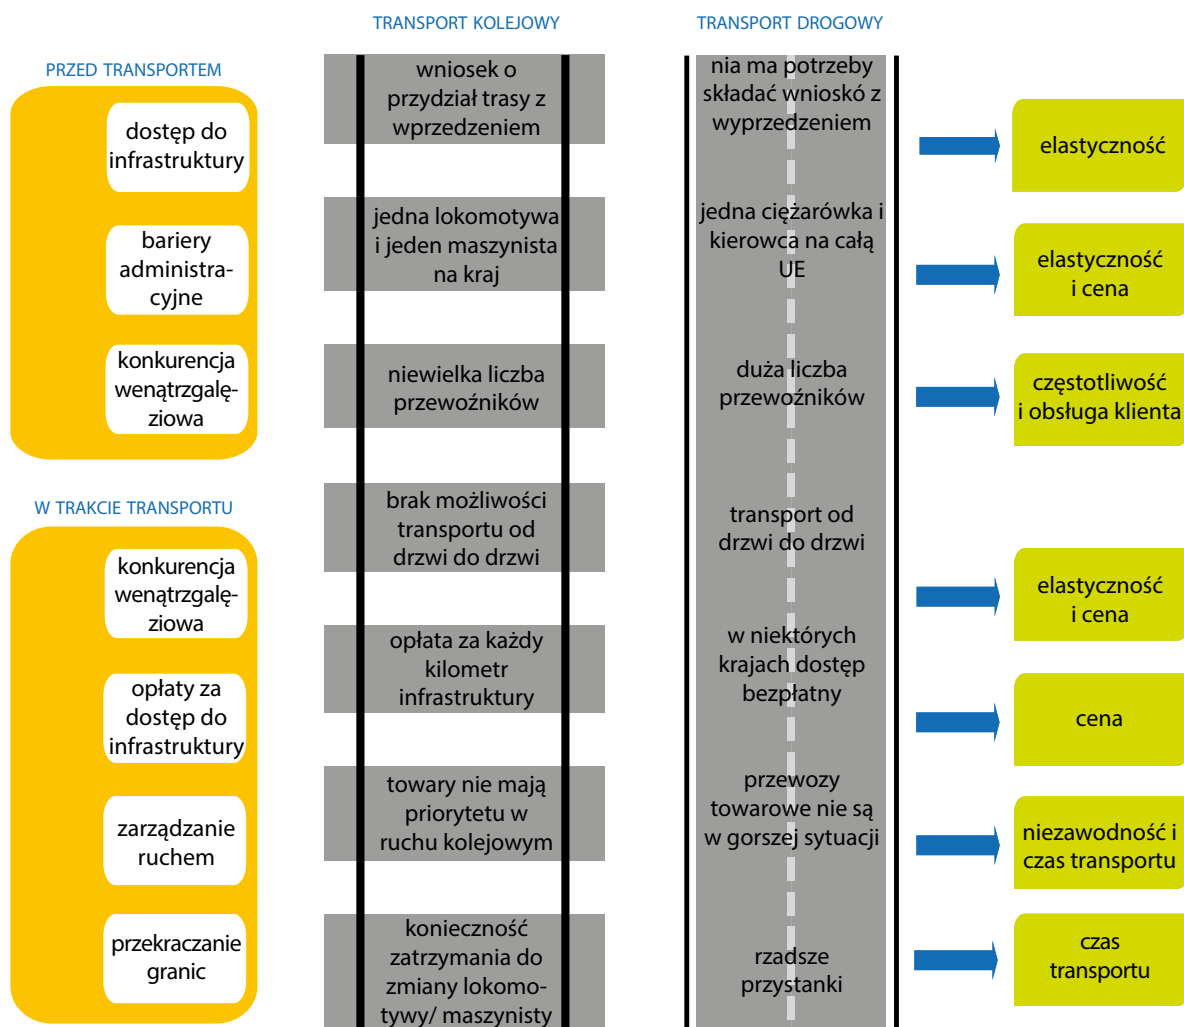 TRANSPORT KOLEJOWY
TRANSPORT DROGOWY
PRZED TRANSPORTEM
dostęp do
infrastruktury
wniosek o
przydział trasy z
wprzedzeniem
nia ma potrzeby
składać wnioskó z
wyprzedzeniem
elastyczność
bariery
administra-
cyjne
jedna lokomotywa
i jeden maszynista
na kraj
jedna ciężarówka i
kierowca na całą
UE
elastyczność
i cena
konkurencja
wenątrzgałę-
ziowa
niewielka liczba
przewoźników
duża liczba
przewoźników
częstotliwość
i obsługa klienta
W TRAKCIE TRANSPORTU
konkurencja
wenątrzgałę-
ziowa
brak możliwości
transportu od
drzwi do drzwi
transport od
drzwi do drzwi
elastyczność
i cena
opłaty za
dostęp do
infrastruktury
opłata za każdy
kilometr
infrastruktury
w niektórych
krajach dostęp
bezpłatny
cena
zarządzanie
ruchem
towary nie mają
priorytetu w
ruchu kolejowym
przewozy
towarowe nie są
w gorszej sytuacji
niezawodność i
czas transportu
przekraczanie
granic
konieczność
zatrzymania do
zmiany lokomo-
tywy/ maszynisty
rzadsze
przystanki
czas
transportu